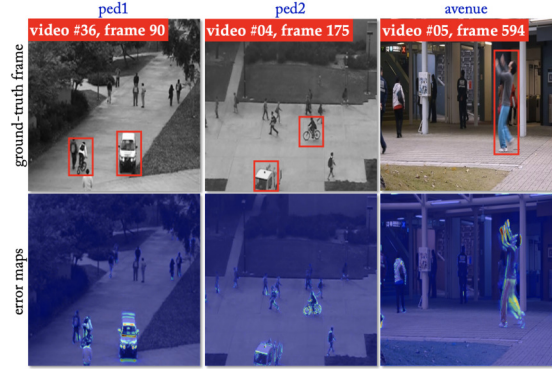 ped1 ped2 avenue
video #36, frame 90 video #04, frame 175 video #05, frame 594
ground-truth frame
error maps